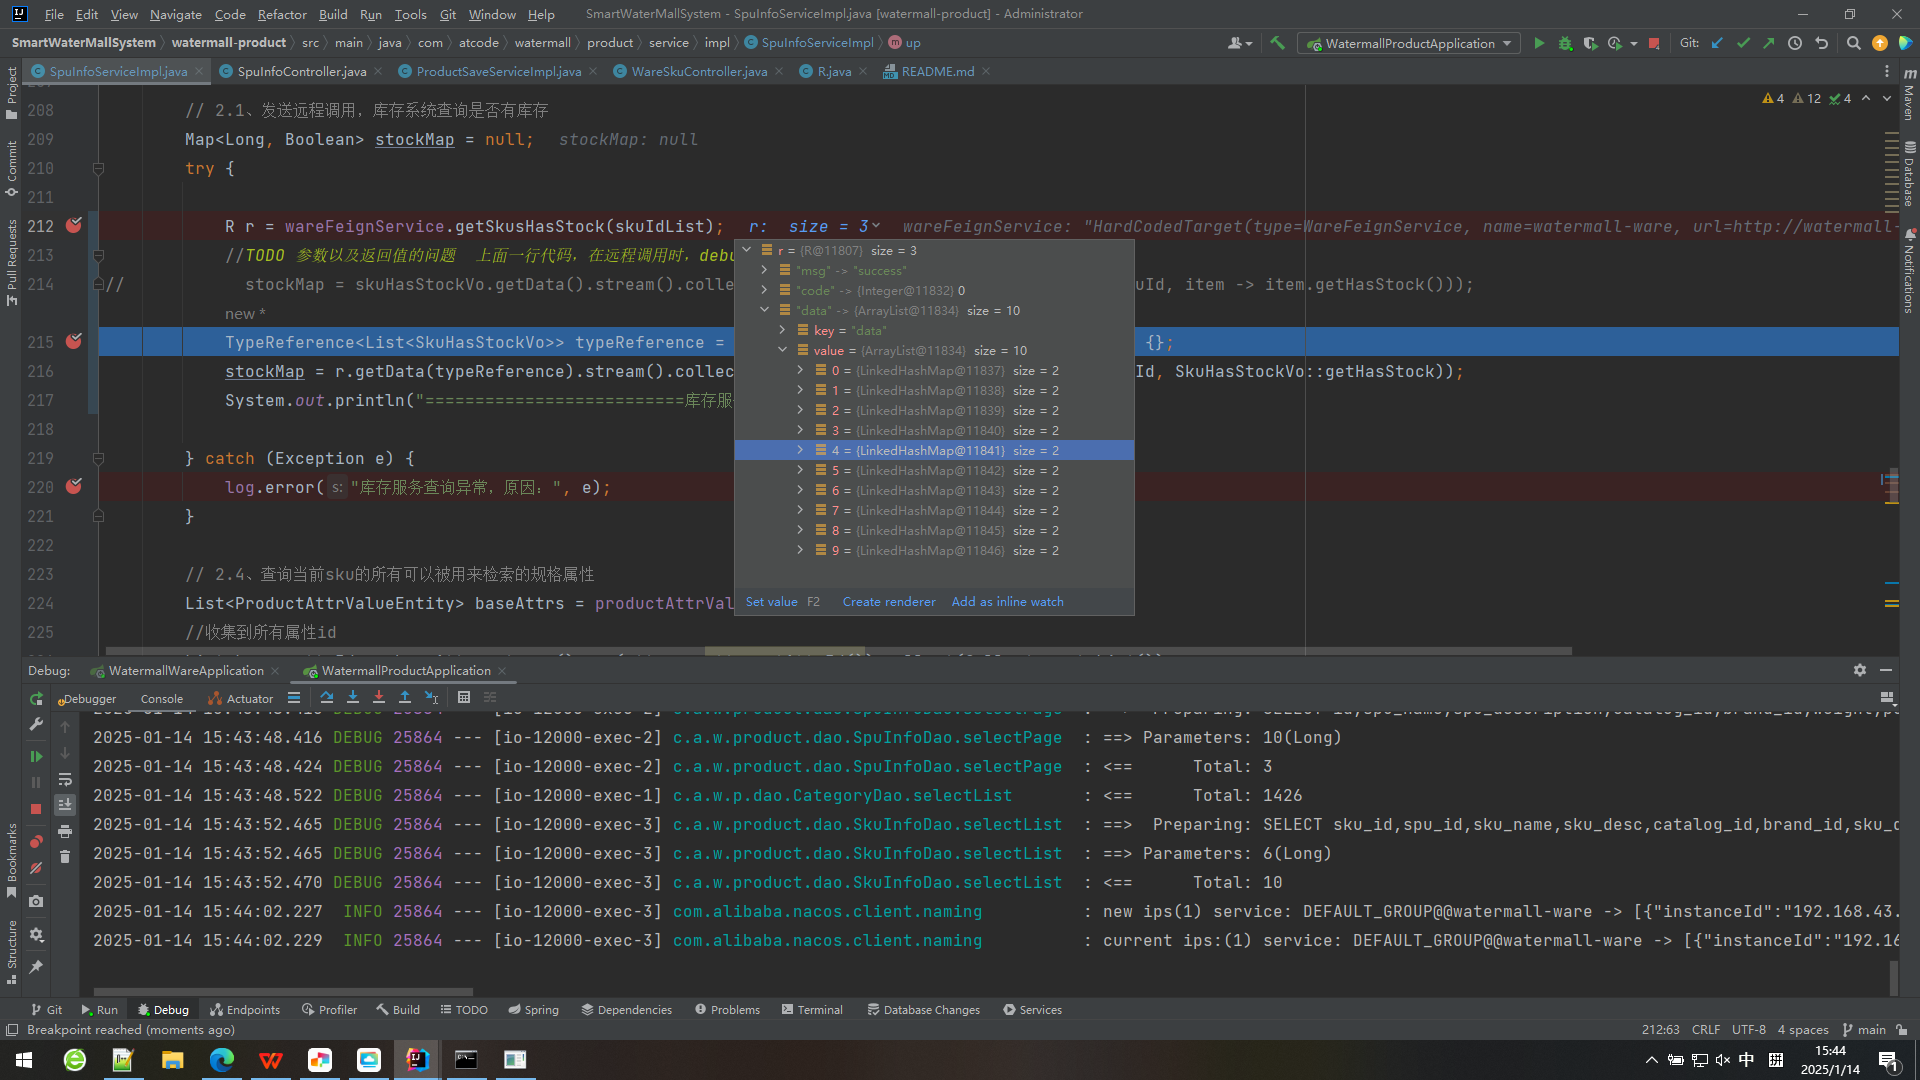 File Edit View Navigate Code Refactor Build Run Tools Git Window Help SmartWaterMallSystem - SpuInfoServiceImpl.java [watermall-product] - Administrator
SmartWaterMallSystem watermall-product src main java com atcode watermall product service impl SpuInfoServiceImpl up WatermallProductApplication Git:
SpuInfoServiceImpl.java SpuInfoController.java ProductSaveServiceImpl.java WareSkuController.java R.java README.md
4 12 4
208 // 2.1、发送远程调用，库存系统查询是否有库存
209 Map<Long, Boolean> stockMap = null; stockMap: null
210 try {
211
212 R r = wareFeignService.getSkusHasStock(skuIdList); r: size = 3 wareFeignService: "HardCodedTarget(type=WareFeignService, name=watermall-ware, url=http://watermall-
213 //TODO 参数以及返回值的问题 上面一行代码，在远程调用时，debu
214 // stockMap = skuHasStockVo.getData().stream().collec uId, item -> item.getHasStock()));
new *
215 TypeReference<List<SkuHasStockVo>> typeReference = {};
216 stockMap = r.getData(typeReference).stream().collec Id, SkuHasStockVo::getHasStock));
217 System.out.println("==========================库存服
218
219 } catch (Exception e) {
220 log.error( s: "库存服务查询异常，原因：", e);
221 }
222
223 // 2.4、查询当前sku的所有可以被用来检索的规格属性
224 List<ProductAttrValueEntity> baseAttrs = productAttrVal
225 //收集到所有属性id
r = {R@11807} size = 3
"msg" -> "success"
"code" -> {Integer@11832} 0
"data" -> {ArrayList@11834} size = 10
key = "data"
value = {ArrayList@11834} size = 10
0 = {LinkedHashMap@11837} size = 2
1 = {LinkedHashMap@11838} size = 2
2 = {LinkedHashMap@11839} size = 2
3 = {LinkedHashMap@11840} size = 2
4 = {LinkedHashMap@11841} size = 2
5 = {LinkedHashMap@11842} size = 2
6 = {LinkedHashMap@11843} size = 2
7 = {LinkedHashMap@11844} size = 2
8 = {LinkedHashMap@11845} size = 2
9 = {LinkedHashMap@11846} size = 2
Set value F2 Create renderer Add as inline watch
Project
Commit
Pull Requests
Bookmarks
Structure
Maven
Database
Notifications
Debug: WatermallWareApplication WatermallProductApplication
Debugger Console Actuator
2025-01-14 15:43:48.416 DEBUG 25864 --- [io-12000-exec-2] c.a.w.product.dao.SpuInfoDao.selectPage : ==> Parameters: 10(Long)
2025-01-14 15:43:48.424 DEBUG 25864 --- [io-12000-exec-2] c.a.w.product.dao.SpuInfoDao.selectPage : <== Total: 3
2025-01-14 15:43:48.522 DEBUG 25864 --- [io-12000-exec-1] c.a.w.p.dao.CategoryDao.selectList : <== Total: 1426
2025-01-14 15:43:52.465 DEBUG 25864 --- [io-12000-exec-3] c.a.w.product.dao.SkuInfoDao.selectList : ==> Preparing: SELECT sku_id,spu_id,sku_name,sku_desc,catalog_id,brand_id,sku_d
2025-01-14 15:43:52.465 DEBUG 25864 --- [io-12000-exec-3] c.a.w.product.dao.SkuInfoDao.selectList : ==> Parameters: 6(Long)
2025-01-14 15:43:52.470 DEBUG 25864 --- [io-12000-exec-3] c.a.w.product.dao.SkuInfoDao.selectList : <== Total: 10
2025-01-14 15:44:02.227 INFO 25864 --- [io-12000-exec-3] com.alibaba.nacos.client.naming : new ips(1) service: DEFAULT_GROUP@@watermall-ware -> [{"instanceId":"192.168.43.
2025-01-14 15:44:02.229 INFO 25864 --- [io-12000-exec-3] com.alibaba.nacos.client.naming : current ips:(1) service: DEFAULT_GROUP@@watermall-ware -> [{"instanceId":"192.16
Git Run Debug Endpoints Profiler Build TODO Spring Dependencies Problems Terminal Database Changes Services
Breakpoint reached (moments ago) 212:63 CRLF UTF-8 4 spaces main
中 拼 15:44
2025/1/14 1